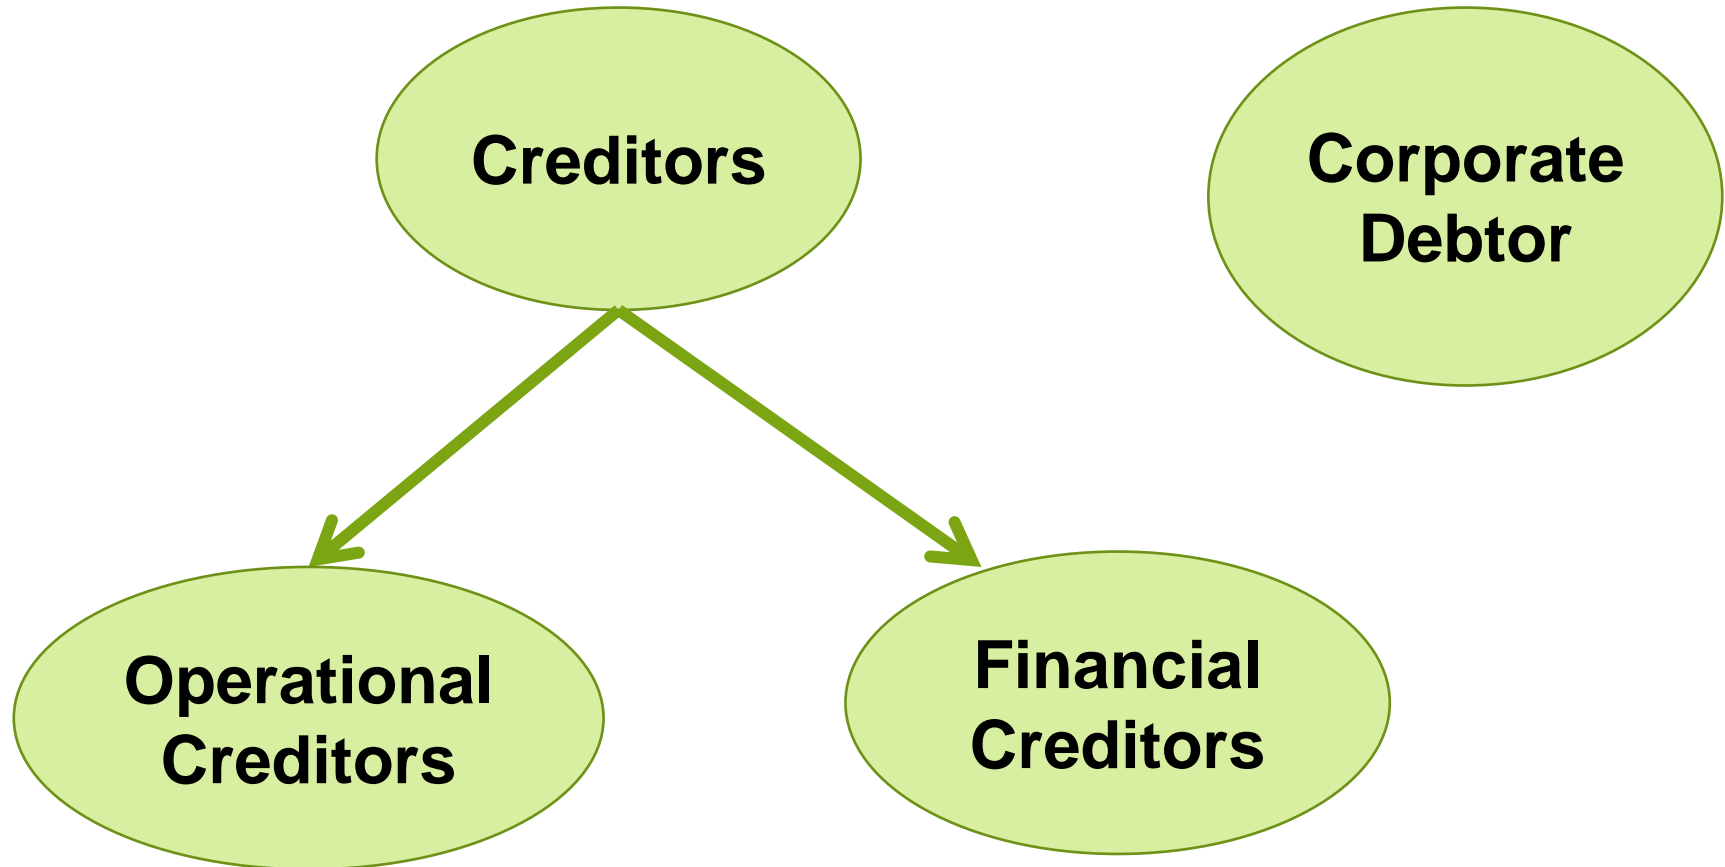 Creditors
Corporate
Debtor
Operational
Creditors
Financial
Creditors